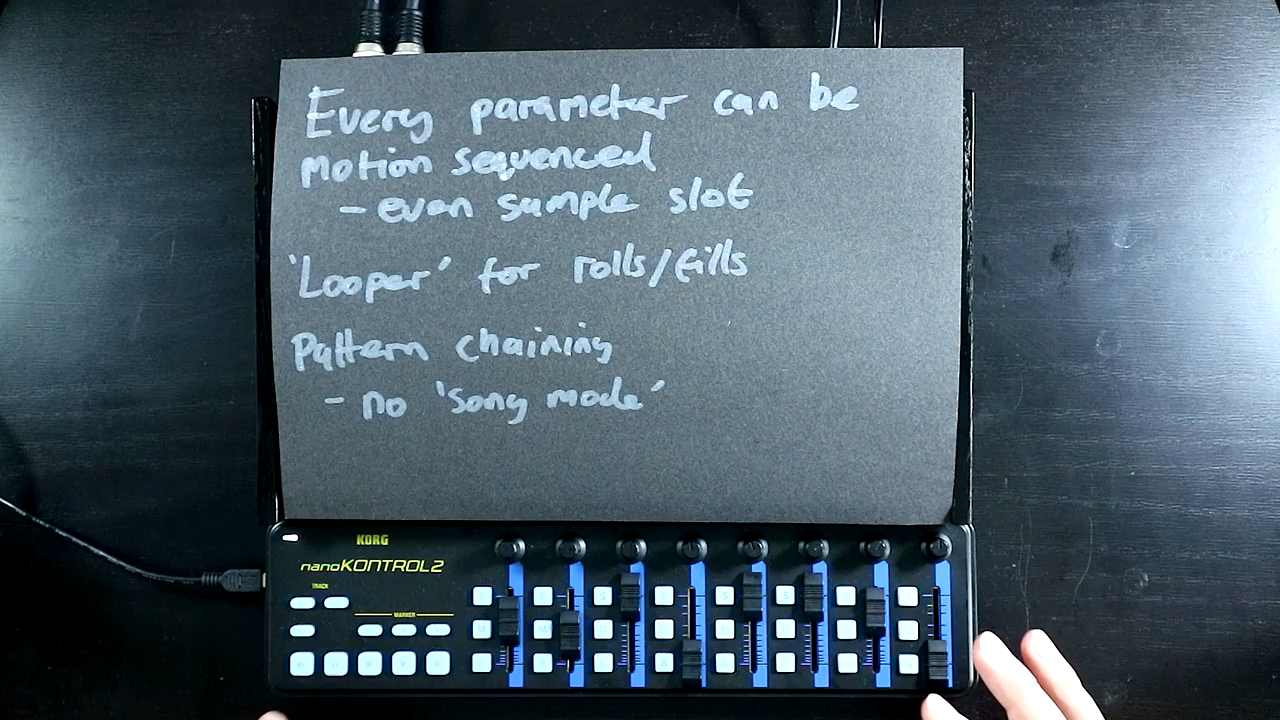 Every parameter can be
motion sequenced
- even sample slot
'Looper' for rolls/fills
Pattern chaining
- no 'song mode'
KORG
nanoKONTROL2
TRACK
MARKER